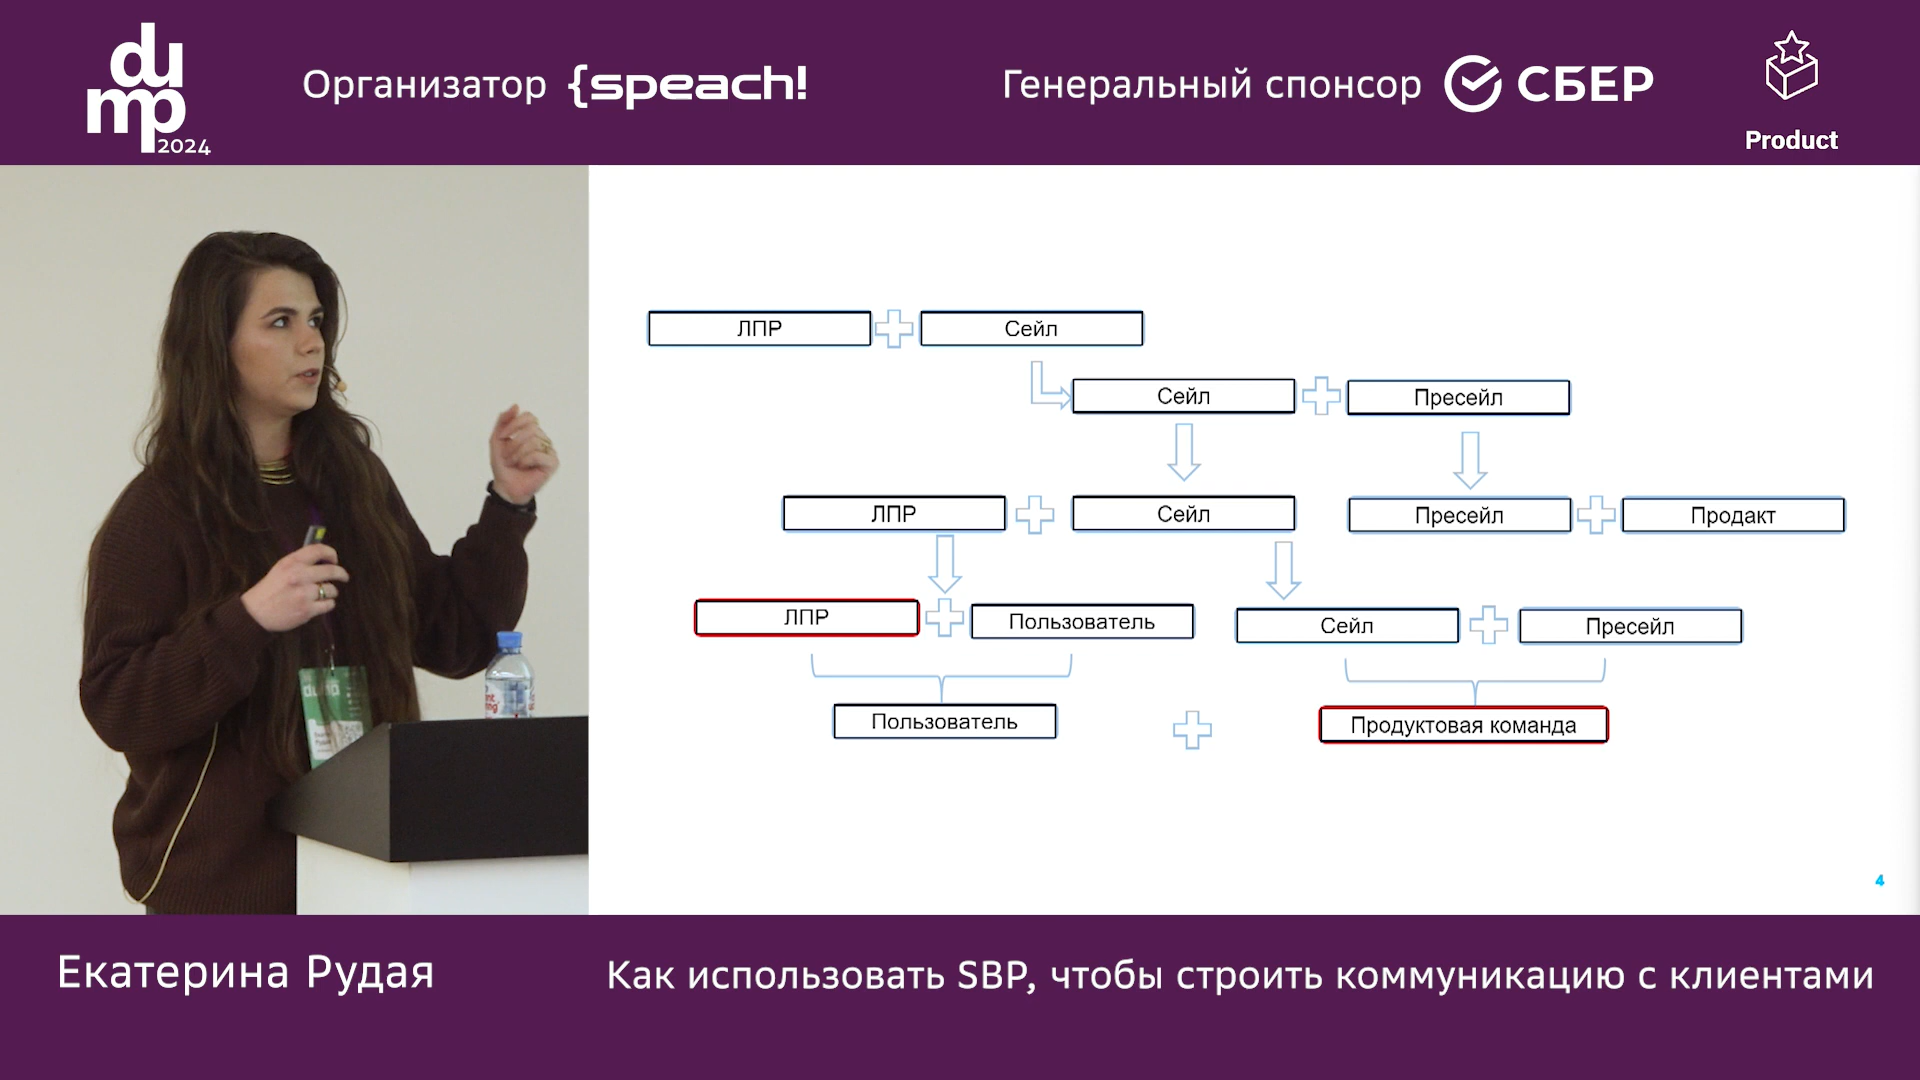 dump
2024
Организатор {speach!
Генеральный спонсор СБЕР
Product
ЛПР
Сейл
Сейл
Пресейл
ЛПР
Сейл
Пресейл
Продакт
ЛПР
Пользователь
Сейл
Пресейл
Пользователь
Продуктовая команда
4
Екатерина Рудая
Как использовать SBP, чтобы строить коммуникацию с клиентами